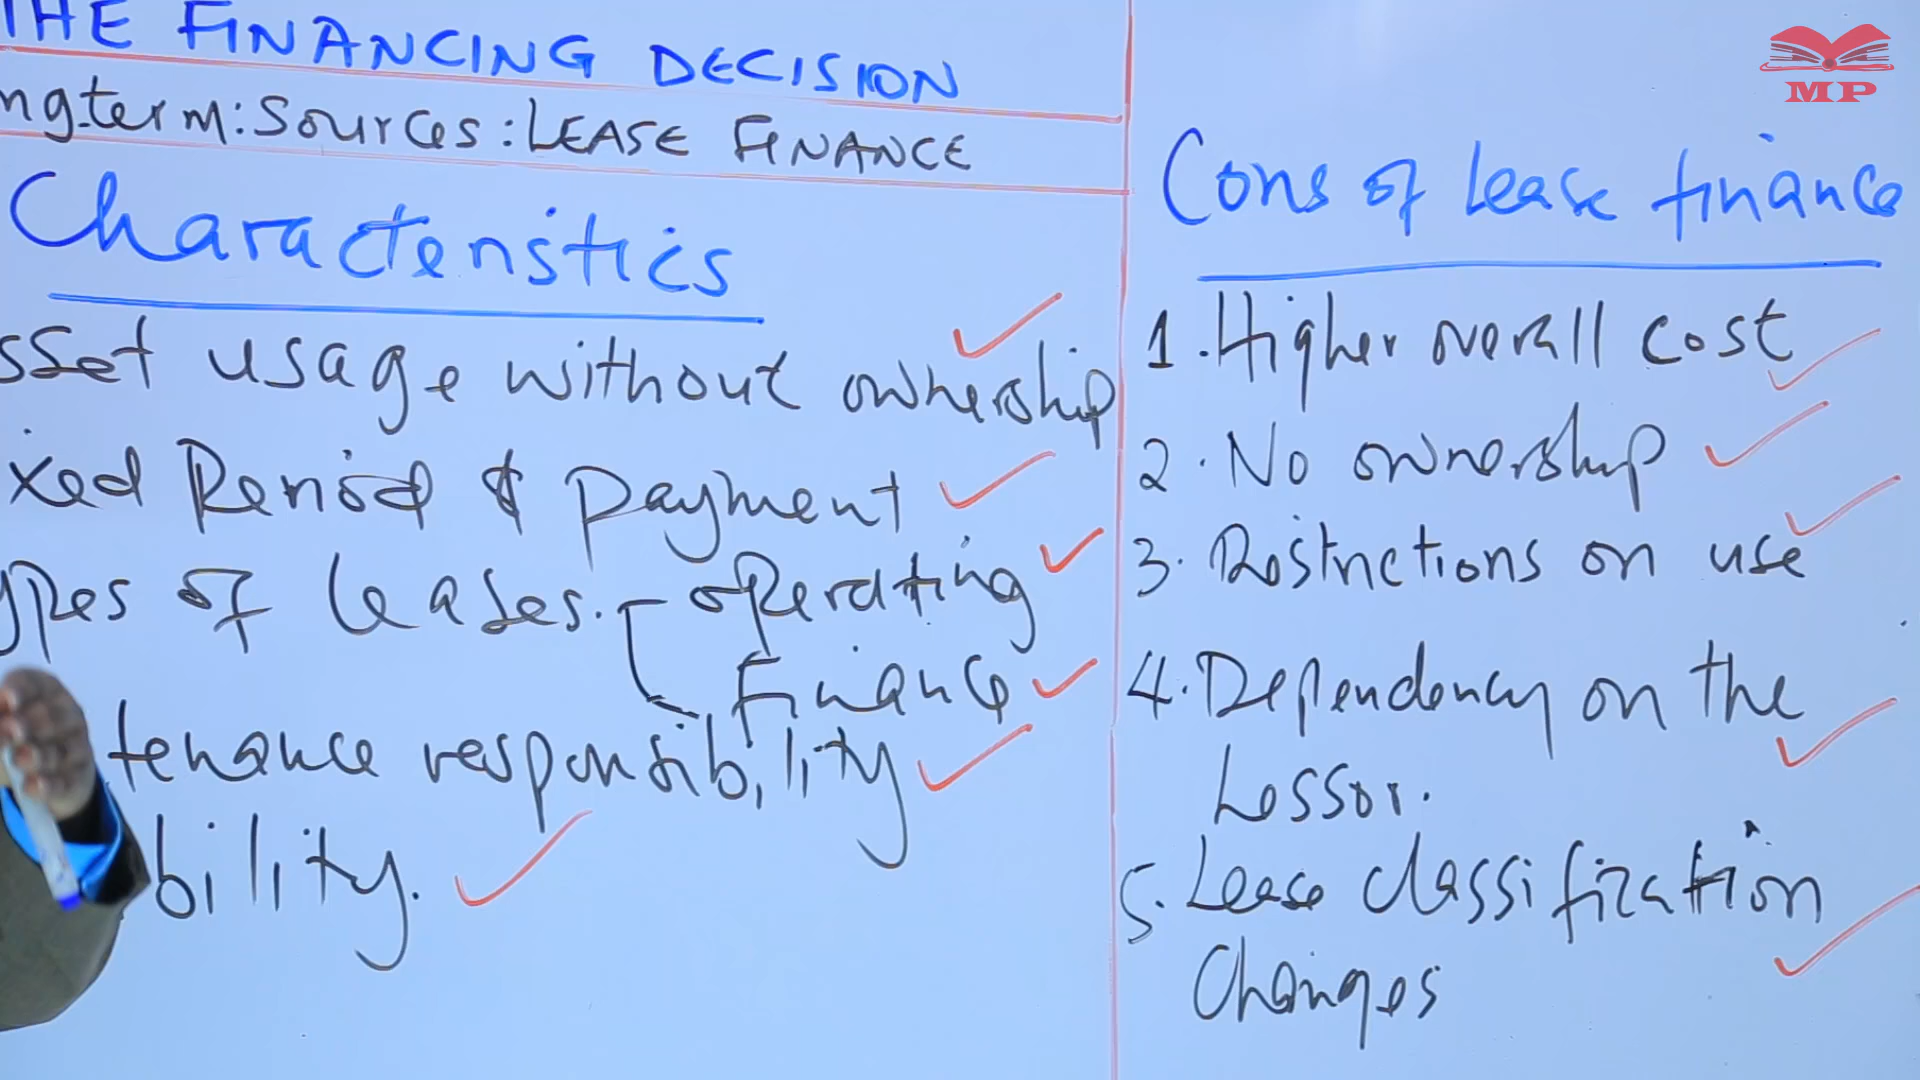 THE FINANCING DECISION
ngterm: Sources: LEASE FINANCE
Characteristics
sset usage without ownership
ixed Period & payment
ypes of leases. - operating
Finance
tenance responsibility
bility.
MP
Cons of lease finance
1. Higher overall cost
2. No ownership
3. Restrictions on use
4. Dependency on the
Lessor.
5. Lease classification
Changes